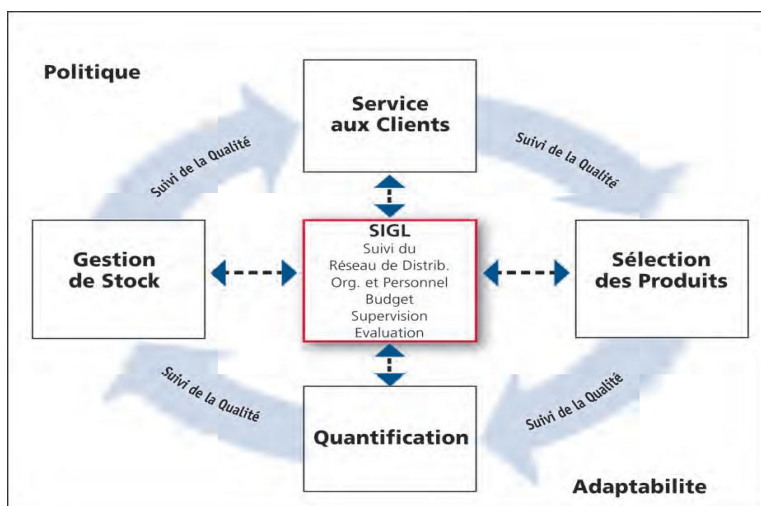 Politique
Service
aux Clients
Suivi de la Qualité
Suivi de la Qualité
Gestion
de Stock
SIGL
Suivi du
Réseau de Distrib.
Org. et Personnel
Budget
Supervision
Evaluation
Sélection
des Produits
Suivi de la Qualité
Suivi de la Qualité
Quantification
Adaptabilite